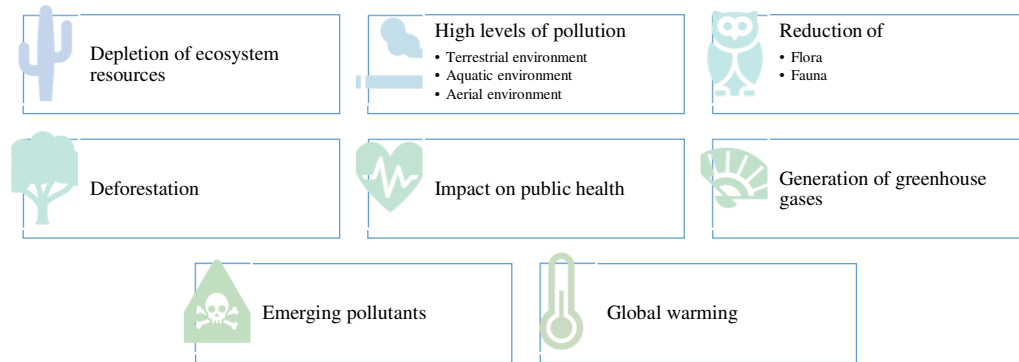 Depletion of ecosystem
resources
High levels of pollution
• Terrestrial environment
• Aquatic environment
• Aerial environment
Reduction of
• Flora
• Fauna
Deforestation
Impact on public health
Generation of greenhouse
gases
Emerging pollutants
Global warming